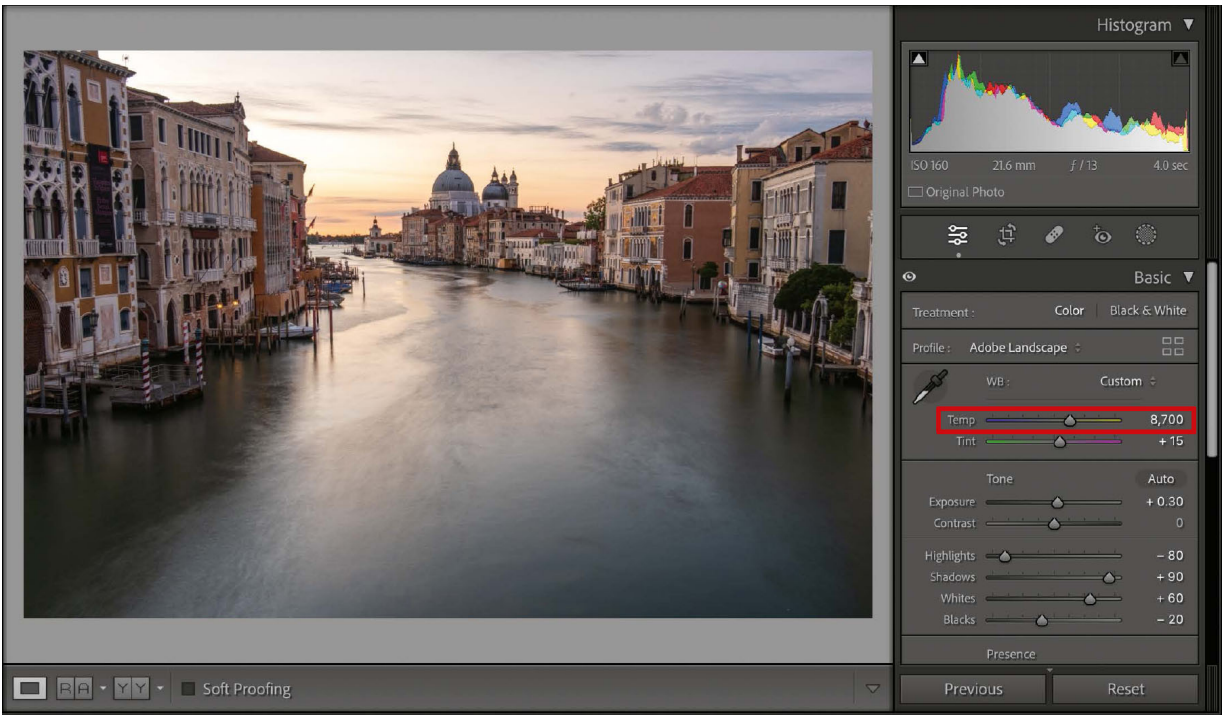 Histogram ▼
ISO 160 21.6 mm ƒ / 13 4.0 sec
Original Photo
Basic ▼
Treatment : Color Black & White
Profile : Adobe Landscape
WB : Custom
Temp 8,700
Tint + 15
Tone Auto
Exposure + 0.30
Contrast 0
Highlights – 80
Shadows + 90
Whites + 60
Blacks – 20
Presence
R A Y Y Soft Proofing
Previous Reset